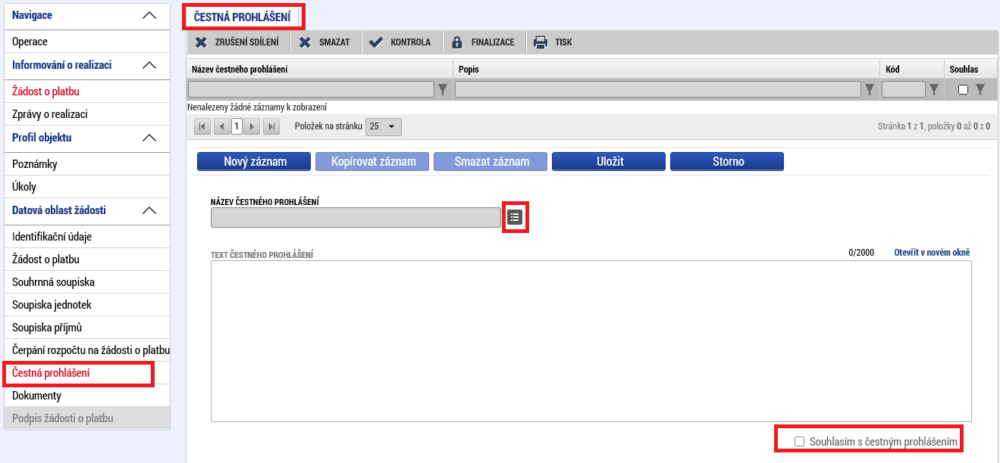 Navigace
Operace
Informování o realizaci
Žádost o platbu
Zprávy o realizaci
Profil objektu
Poznámky
Úkoly
Datová oblast žádosti
Identifikační údaje
Žádost o platbu
Souhrnná soupiska
Soupiska jednotek
Soupiska příjmů
Čerpání rozpočtu na žádosti o platbu
Čestná prohlášení
Dokumenty
Podpis žádosti o platbu
ČESTNÁ PROHLÁŠENÍ
ZRUŠENÍ SDÍLENÍ SMAZAT KONTROLA FINALIZACE TISK
Název čestného prohlášení Popis Kód Souhlas
Nenalezeny žádné záznamy k zobrazení
1 Položek na stránku 25 Stránka 1 z 1, položky 0 až 0 z 0
Nový záznam Kopírovat záznam Smazat záznam Uložit Storno
NÁZEV ČESTNÉHO PROHLÁŠENÍ
TEXT ČESTNÉHO PROHLÁŠENÍ 0/2000 Otevřít v novém okně
Souhlasím s čestným prohlášením